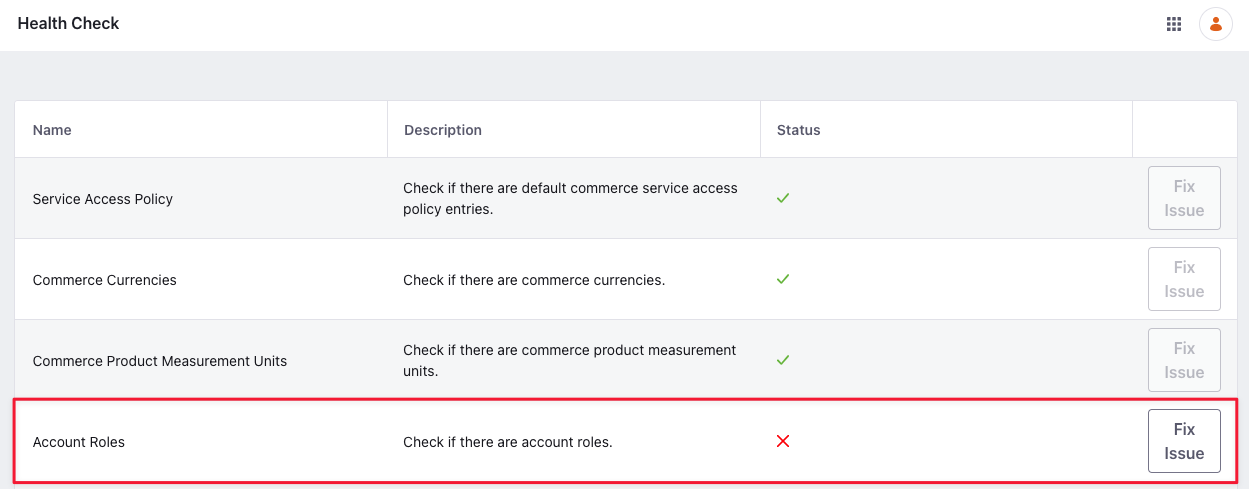 Health Check
Name
Description
Status
Service Access Policy
Check if there are default commerce service access
policy entries.
Fix
Issue
Commerce Currencies
Check if there are commerce currencies.
Fix
Issue
Commerce Product Measurement Units
Check if there are commerce product measurement
units.
Fix
Issue
Account Roles
Check if there are account roles.
Fix
Issue